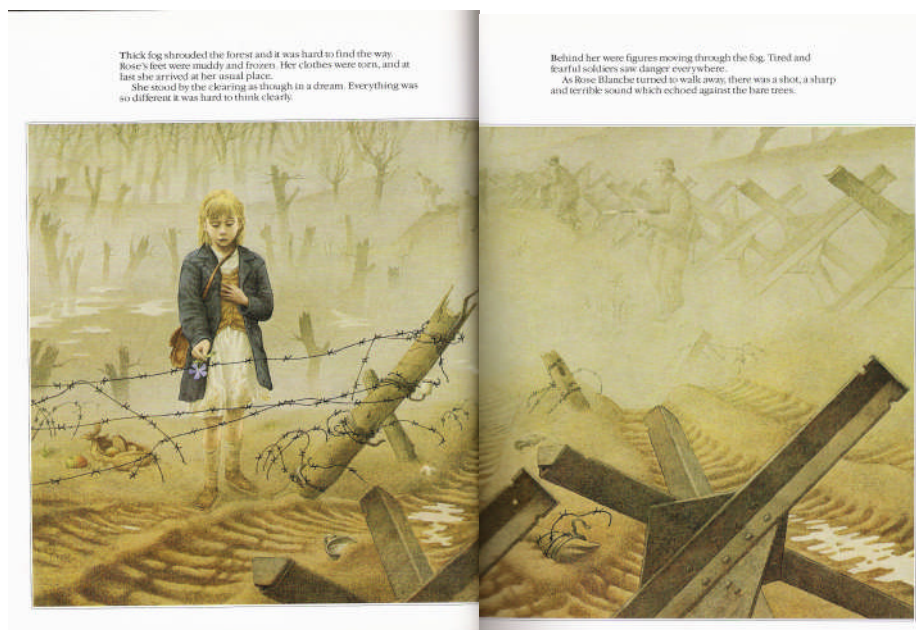 Thick fog shrouded the forest and it was hard to find the way.
Rose's feet were muddy and frozen. Her clothes were torn, and at
last she arrived at her usual place.
She stood by the clearing as though in a dream. Everything was
so different it was hard to think clearly.
Behind her were figures moving through the fog. Tired and
fearful soldiers saw danger everywhere.
As Rose Blanche turned to walk away, there was a shot, a sharp
and terrible sound which echoed against the bare trees.